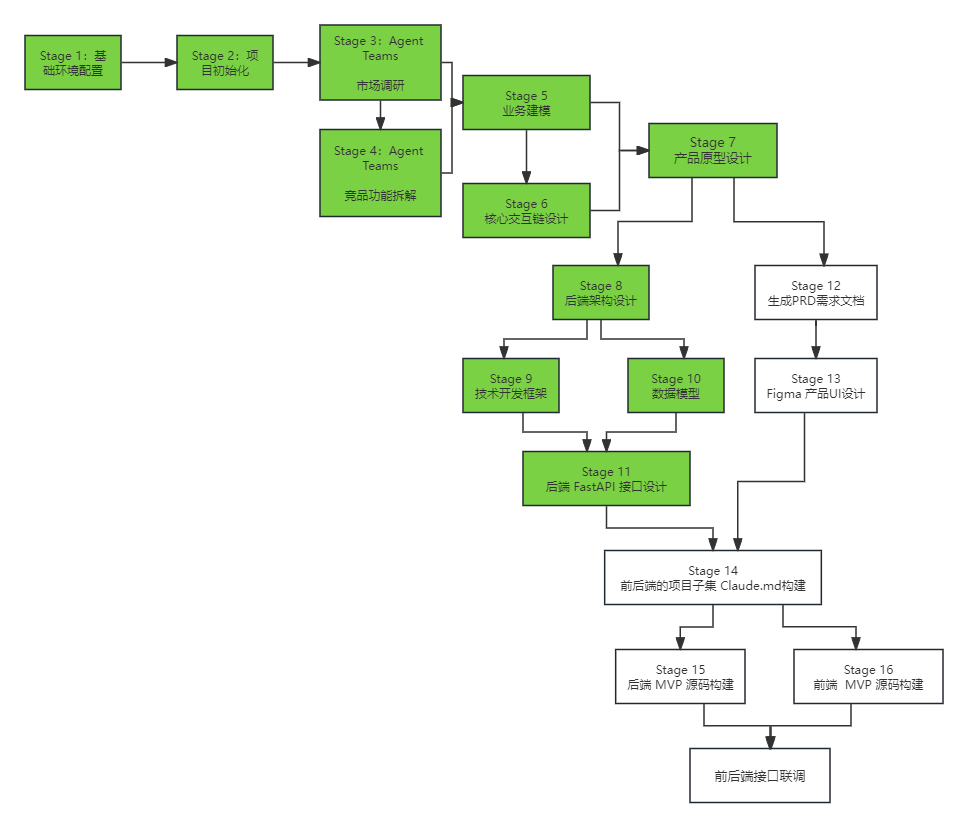 Stage 1：基
础环境配置
Stage 2：项
目初始化
Stage 3：Agent
Teams
市场调研
Stage 4：Agent
Teams
竞品功能拆解
Stage 5
业务建模
Stage 6
核心交互链设计
Stage 7
产品原型设计
Stage 8
后端架构设计
Stage 12
生成PRD需求文档
Stage 9
技术开发框架
Stage 10
数据模型
Stage 13
Figma 产品UI设计
Stage 11
后端 FastAPI 接口设计
Stage 14
前后端的项目子集 Claude.md构建
Stage 15
后端 MVP 源码构建
Stage 16
前端  MVP 源码构建
前后端接口联调